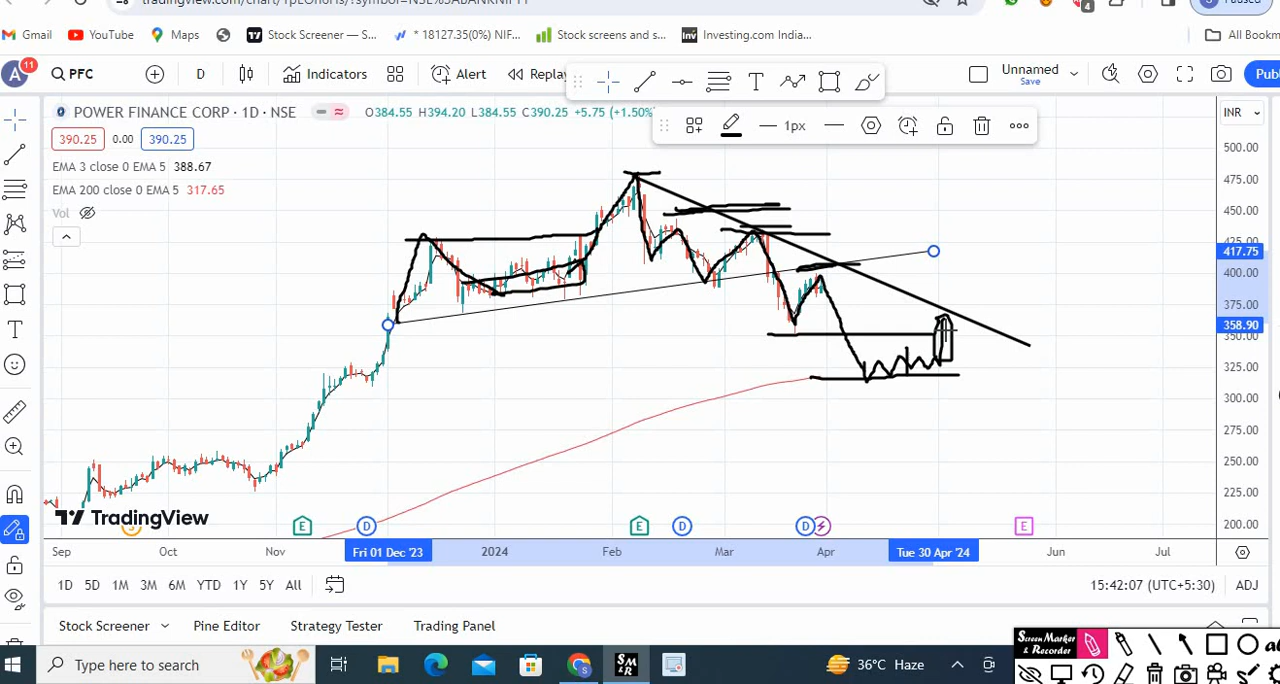 tradingview.com/chart/
Paused
4
Gmail YouTube Maps Stock Screener — S... * 18127.35(0%) NIF... Stock screens and s... Investing.com India... All Bookm
A 11 PFC D Indicators Alert Replay Unnamed Save Pub
POWER FINANCE CORP · 1D · NSE O384.55 H394.20 L384.55 C390.25 +5.75 (+1.50% 1px INR
390.25 0.00 390.25
EMA 3 close 0 EMA 5 388.67
EMA 200 close 0 EMA 5 317.65
Vol
500.00
475.00
450.00
425.00
417.75
400.00
375.00
358.90
350.00
325.00
300.00
275.00
250.00
225.00
200.00
TradingView
E D E D D E
Sep Oct Nov Fri 01 Dec '23 2024 Feb Mar Apr Tue 30 Apr '24 Jun Jul
1D 5D 1M 3M 6M YTD 1Y 5Y All 15:42:07 (UTC+5:30) ADJ
Stock Screener Pine Editor Strategy Tester Trading Panel
Screen Marker & Recorder
Type here to search S M & R 36°C Haze